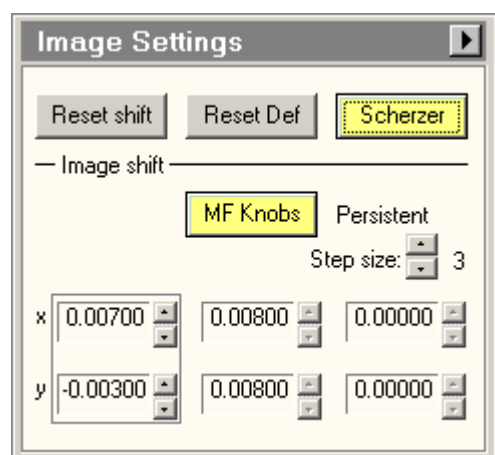 Image Settings
Reset shift Reset Def Scherzer
Image shift
MF Knobs Persistent
Step size: 3
x 0.00700 0.00800 0.00000
y -0.00300 0.00800 0.00000